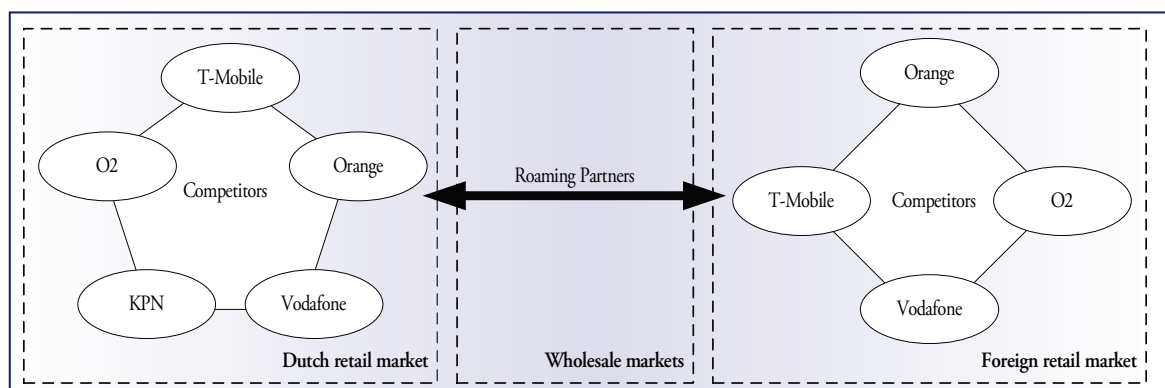 T-Mobile
O2
Orange
Competitors
KPN
Vodafone
Dutch retail market
Roaming Partners
Wholesale markets
Orange
T-Mobile
Competitors
O2
Vodafone
Foreign retail market